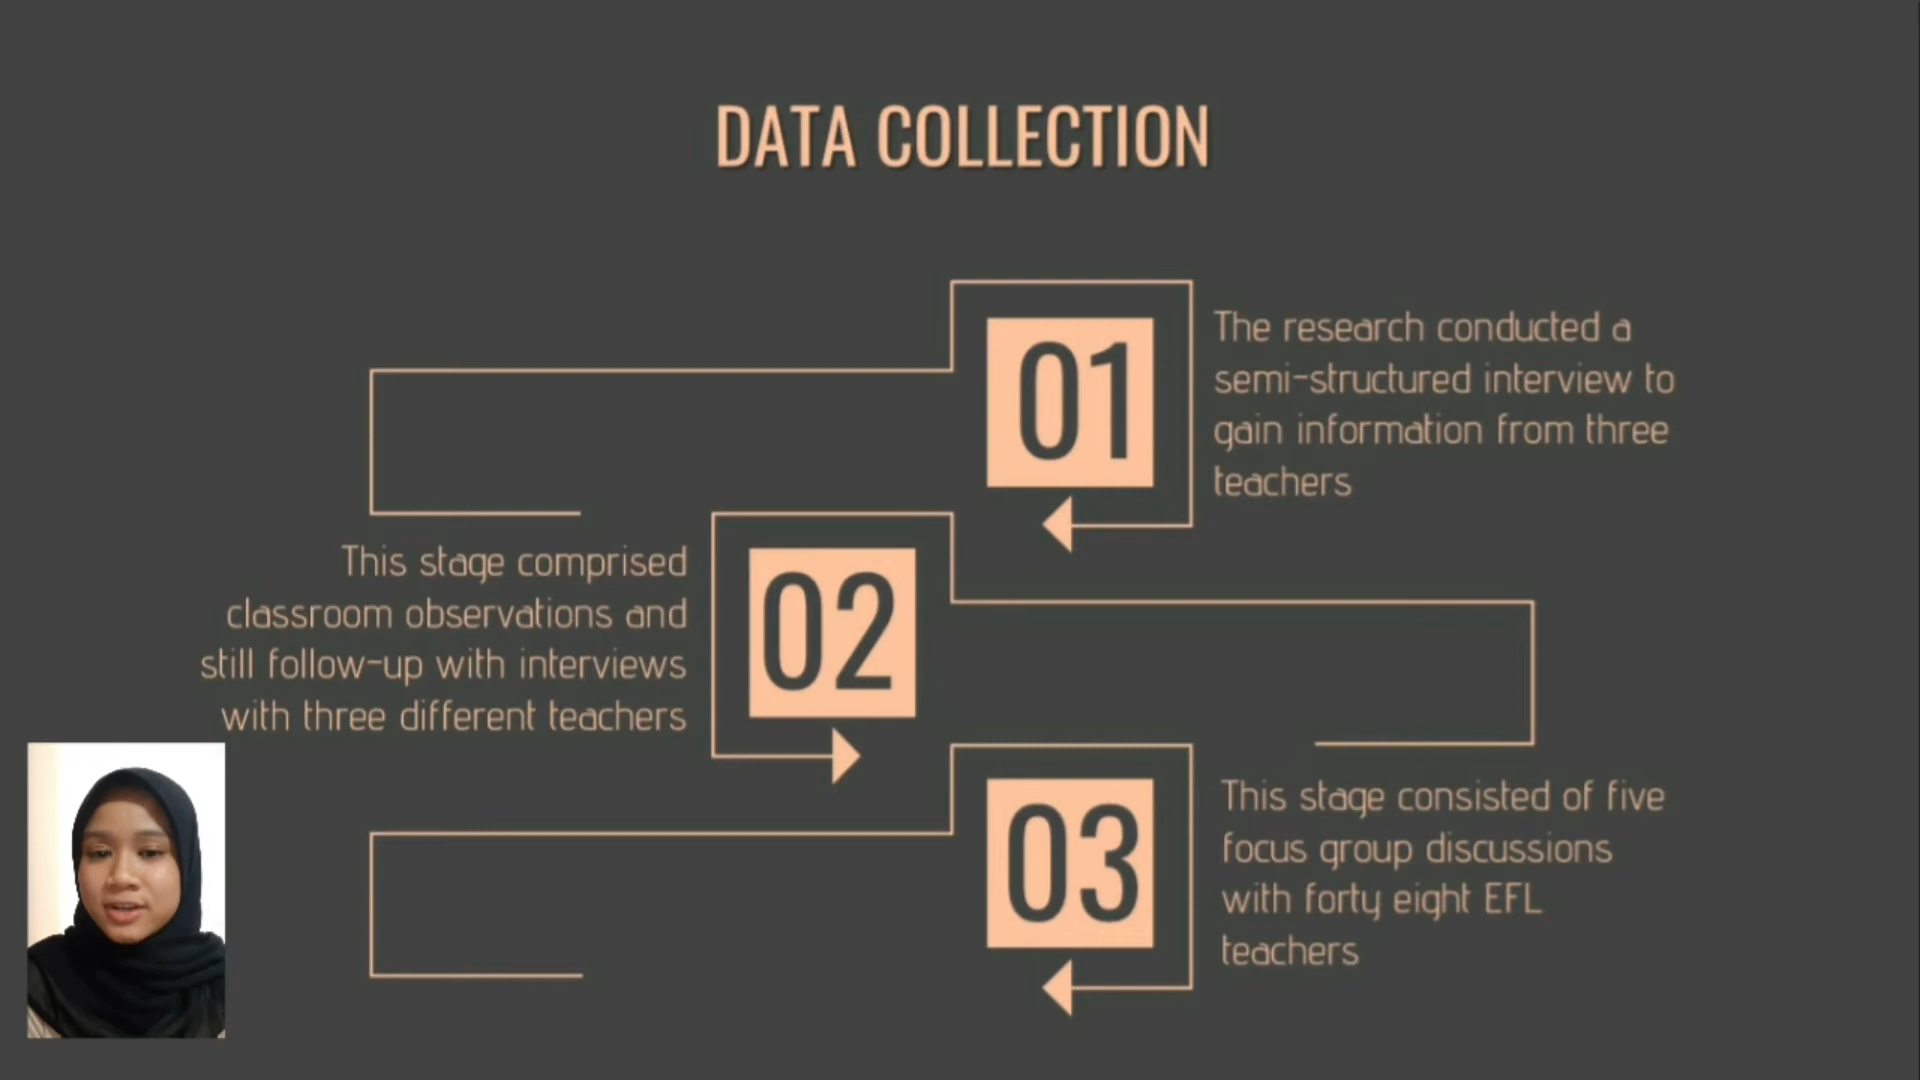 DATA COLLECTION
01
The research conducted a
semi-structured interview to
gain information from three
teachers
02
This stage comprised
classroom observations and
still follow-up with interviews
with three different teachers
03
This stage consisted of five
focus group discussions
with forty eight EFL
teachers